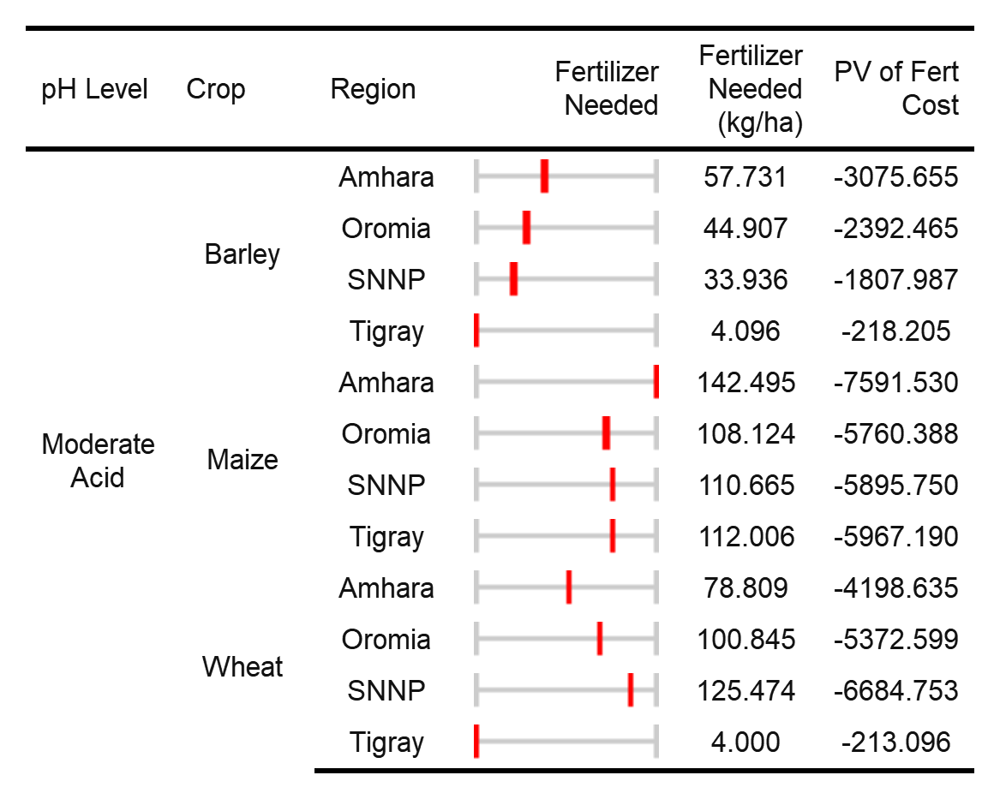 pH Level Crop Region Fertilizer Needed Fertilizer Needed (kg/ha) PV of Fert Cost
Moderate Acid
Barley
Amhara 57.731 -3075.655
Oromia 44.907 -2392.465
SNNP 33.936 -1807.987
Tigray 4.096 -218.205
Maize
Amhara 142.495 -7591.530
Oromia 108.124 -5760.388
SNNP 110.665 -5895.750
Tigray 112.006 -5967.190
Wheat
Amhara 78.809 -4198.635
Oromia 100.845 -5372.599
SNNP 125.474 -6684.753
Tigray 4.000 -213.096